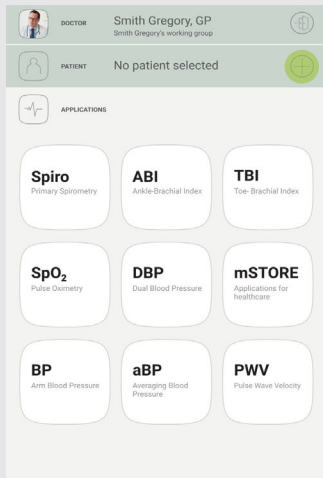 DOCTOR
Smith Gregory, GP
Smith Gregory's working group
PATIENT
No patient selected
APPLICATIONS
Spiro
Primary Spirometry
ABI
Ankle-Brachial Index
TBI
Toe- Brachial Index
SpO₂
Pulse Oximetry
DBP
Dual Blood Pressure
mSTORE
Applications for
healthcare
BP
Arm Blood Pressure
aBP
Averaging Blood
Pressure
PWV
Pulse Wave Velocity